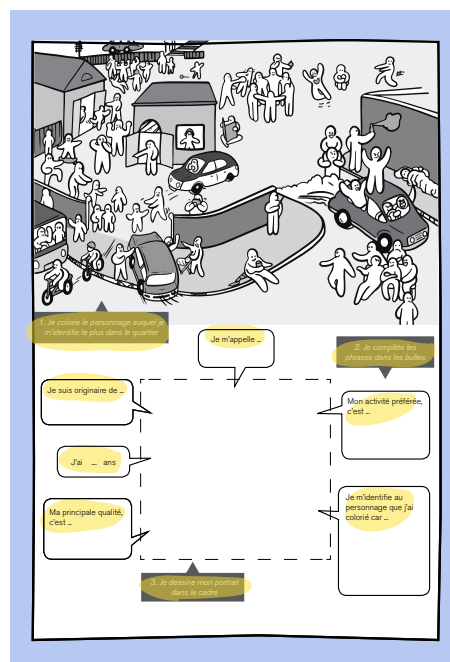 1. Je colorie le personnage auquel je
m'identifie le plus dans le quartier
Je m'appelle ...
2. Je complète les
phrases dans les bulles
Je suis originaire de ...
Mon activité préférée,
c'est ...
J'ai ... ans
Ma principale qualité,
c'est ...
Je m'identifie au
personnage que j'ai
colorié car ...
3. Je dessine mon portrait
dans le cadre